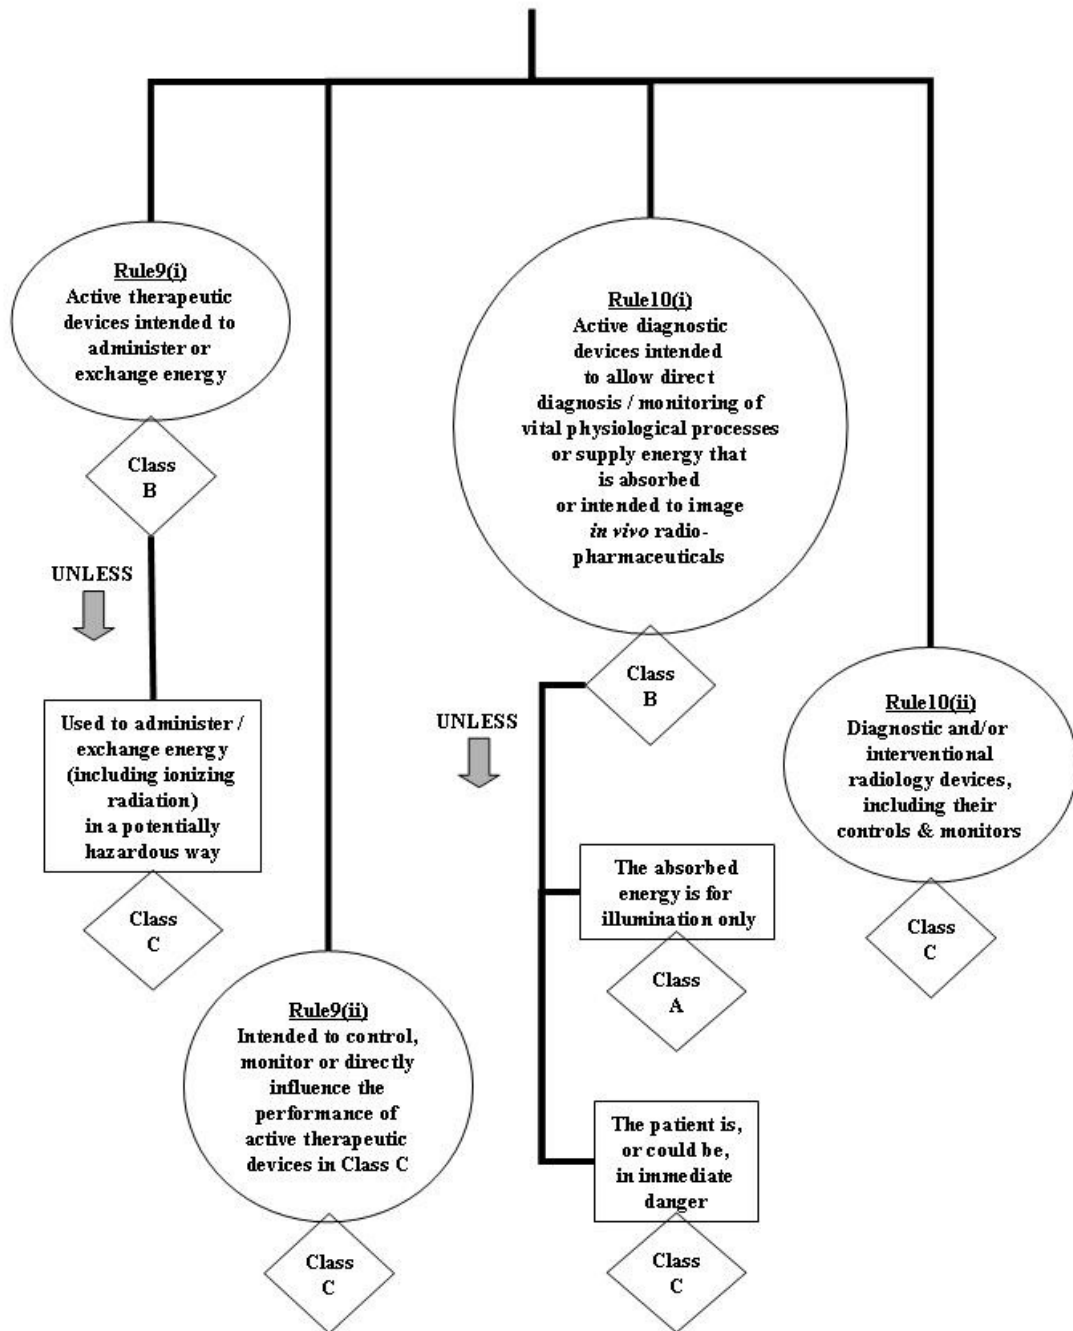 Rule9(i)
Active therapeutic
devices intended to
administer or
exchange energy
Class
B
UNLESS
Used to administer /
exchange energy
(including ionizing
radiation)
in a potentially
hazardous way
Class
C
Rule9(ii)
Intended to control,
monitor or directly
influence the
performance of
active therapeutic
devices in Class C
Class
C
Rule10(i)
Active diagnostic
devices intended
to allow direct
diagnosis / monitoring of
vital physiological processes
or supply energy that
is absorbed
or intended to image
in vivo radio-
pharmaceuticals
Class
B
UNLESS
The absorbed
energy is for
illumination only
Class
A
The patient is,
or could be,
in immediate
danger
Class
C
Rule10(ii)
Diagnostic and/or
interventional
radiology devices,
including their
controls & monitors
Class
C